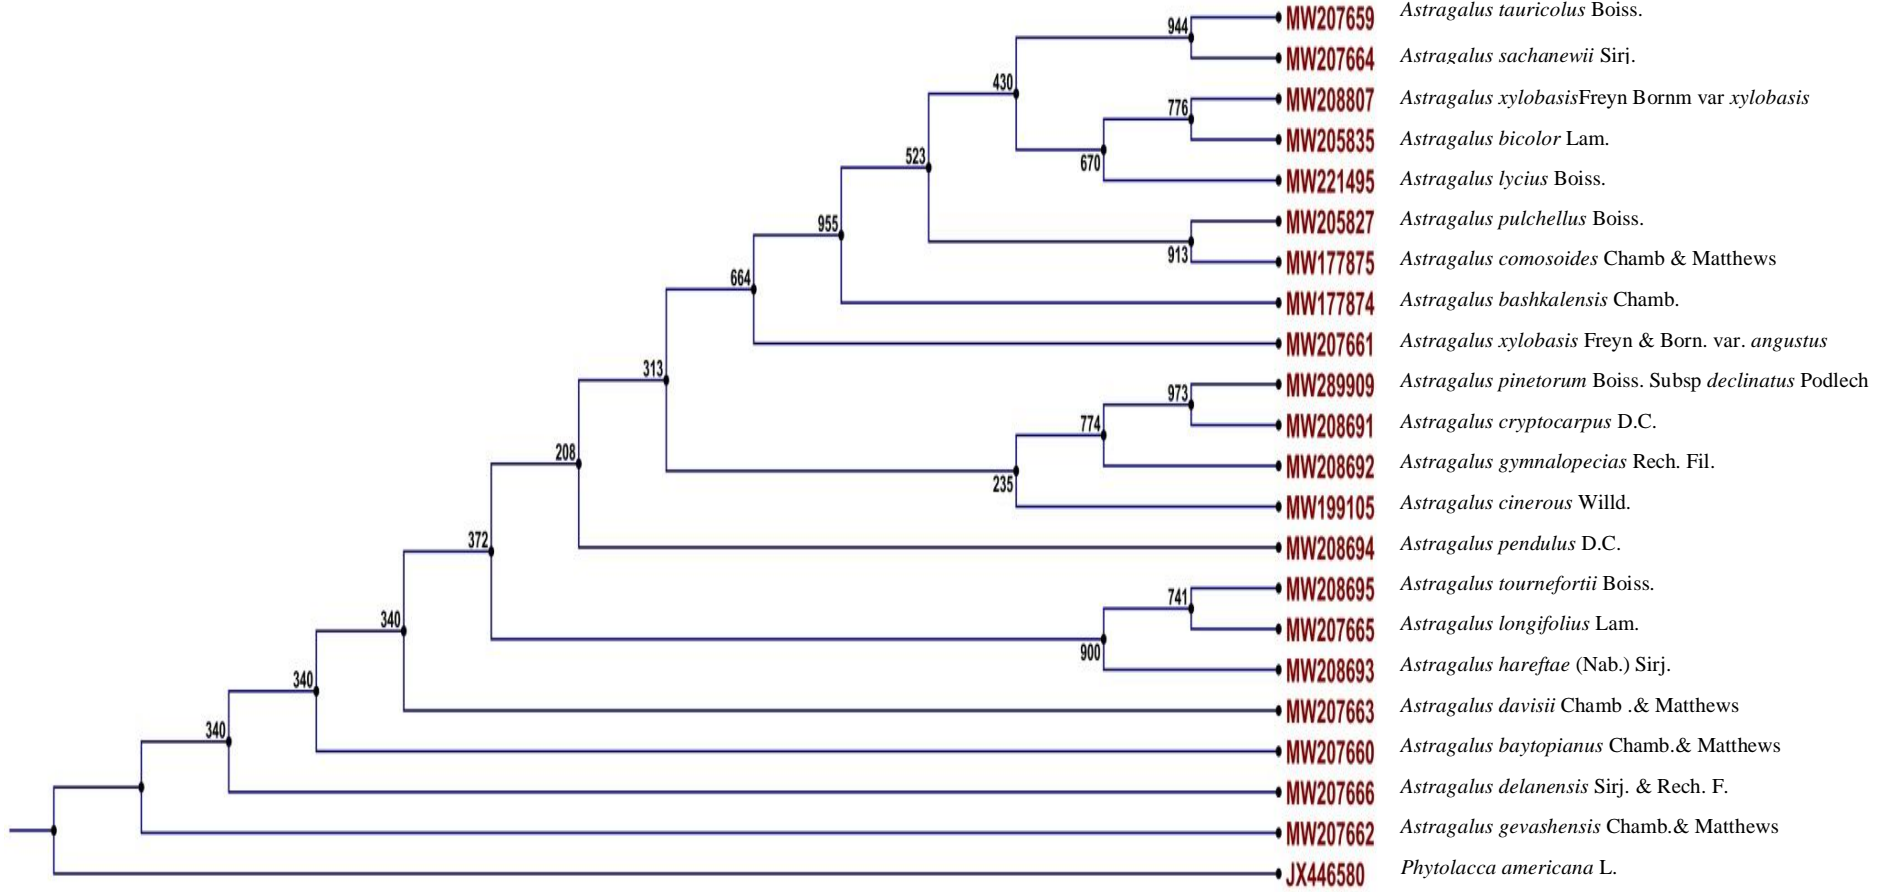 944
MW207659 Astragalus tauricolus Boiss.
MW207664 Astragalus sachanewii Sirj.
430
776
MW208807 Astragalus xylobasisFreyn Bornm var xylobasis
MW205835 Astragalus bicolor Lam.
670
523
MW221495 Astragalus lycius Boiss.
955
MW205827 Astragalus pulchellus Boiss.
913
MW177875 Astragalus comosoides Chamb & Matthews
664
MW177874 Astragalus bashkalensis Chamb.
MW207661 Astragalus xylobasis Freyn & Born. var. angustus
313
973
MW289909 Astragalus pinetorum Boiss. Subsp declinatus Podlech
774
MW208691 Astragalus cryptocarpus D.C.
208
MW208692 Astragalus gymnalopecias Rech. Fil.
235
MW199105 Astragalus cinerous Willd.
372
MW208694 Astragalus pendulus D.C.
741
MW208695 Astragalus tournefortii Boiss.
340
MW207665 Astragalus longifolius Lam.
900
MW208693 Astragalus hareftae (Nab.) Sirj.
340
MW207663 Astragalus davisii Chamb .& Matthews
340
MW207660 Astragalus baytopianus Chamb.& Matthews
MW207666 Astragalus delanensis Sirj. & Rech. F.
MW207662 Astragalus gevashensis Chamb.& Matthews
JX446580 Phytolacca americana L.